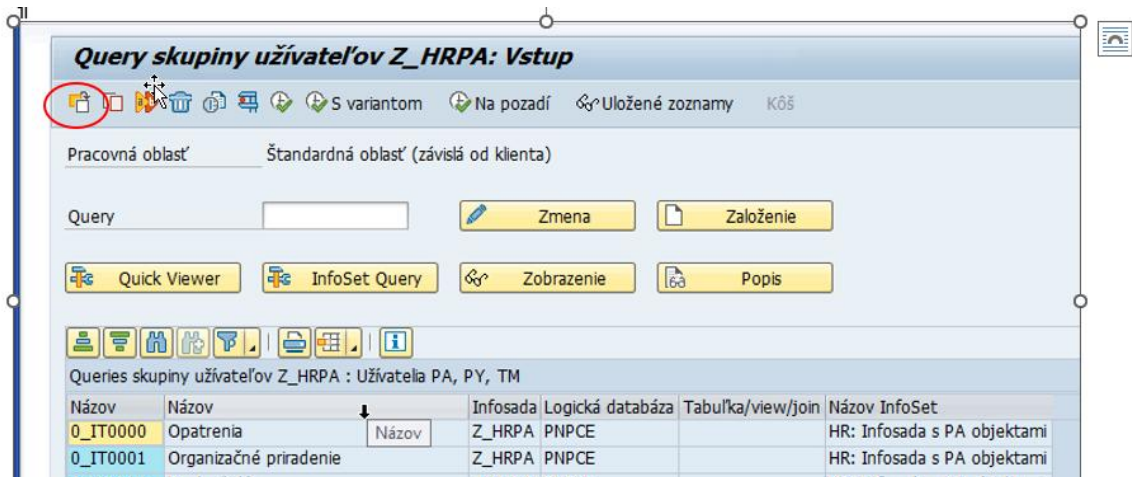 Query skupiny užívateľov Z_HRPA: Vstup
S variantom Na pozadí Uložené zoznamy Kôš
Pracovná oblasť Štandardná oblasť (závislá od klienta)
Query Zmena Založenie
Quick Viewer InfoSet Query Zobrazenie Popis
Queries skupiny užívateľov Z_HRPA : Užívatelia PA, PY, TM
Názov Názov Infosada Logická databáza Tabuľka/view/join Názov InfoSet
0_IT0000 Opatrenia Názov Z_HRPA PNPCE HR: Infosada s PA objektami
0_IT0001 Organizačné priradenie Z_HRPA PNPCE HR: Infosada s PA objektami